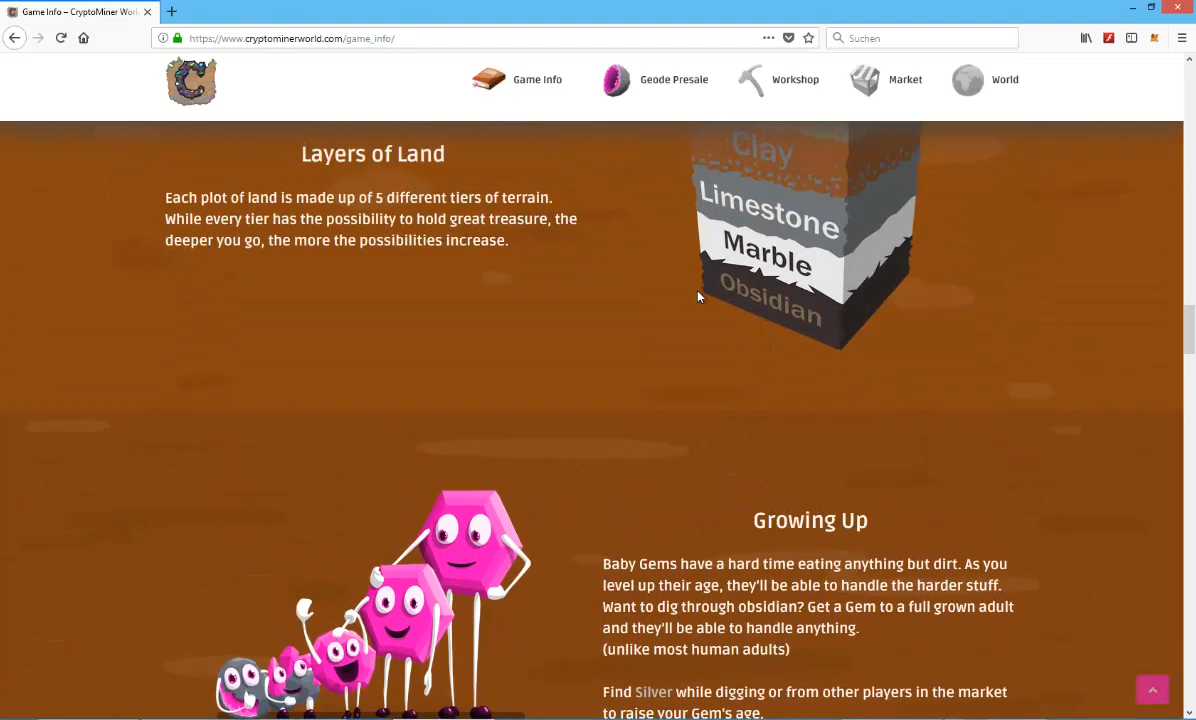 Game Info – CryptoMiner Worl
https://www.cryptominerworld.com/game_info/
Suchen
Game Info
Geode Presale
Workshop
Market
World
Layers of Land
Each plot of land is made up of 5 different tiers of terrain.
While every tier has the possibility to hold great treasure, the
deeper you go, the more the possibilities increase.
Clay
Limestone
Marble
Obsidian
Growing Up
Baby Gems have a hard time eating anything but dirt. As you
level up their age, they'll be able to handle the harder stuff.
Want to dig through obsidian? Get a Gem to a full grown adult
and they'll be able to handle anything.
(unlike most human adults)
Find Silver while digging or from other players in the market
to raise your Gem's age.